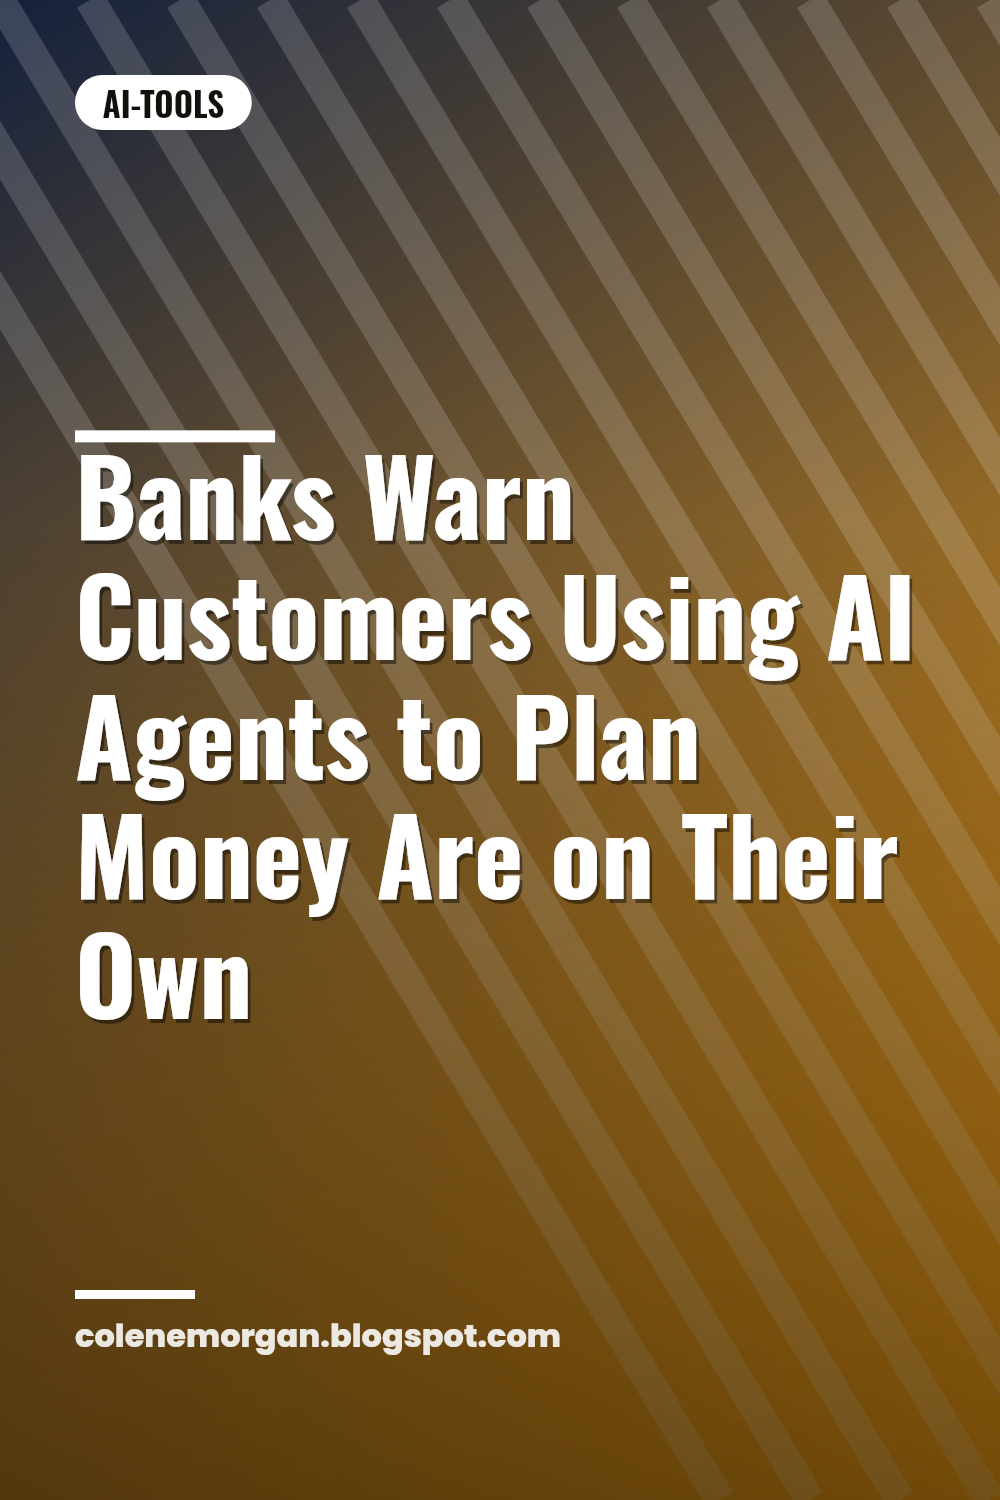 AI-TOOLS
Banks Warn
Customers Using AI
Agents to Plan
Money Are on Their
Own
colenemorgan.blogspot.com